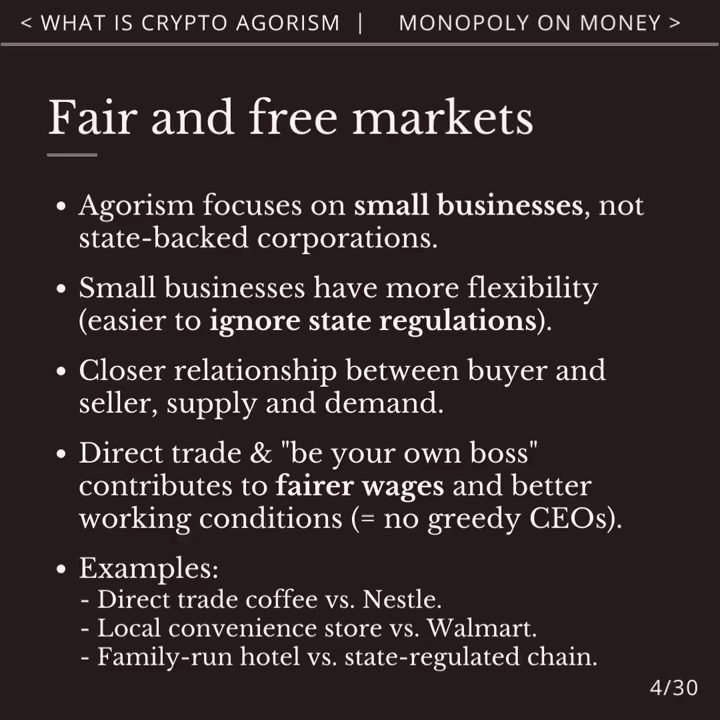 < WHAT IS CRYPTO AGORISM | MONOPOLY ON MONEY >
Fair and free markets
• Agorism focuses on small businesses, not
state-backed corporations.
• Small businesses have more flexibility
(easier to ignore state regulations).
• Closer relationship between buyer and
seller, supply and demand.
• Direct trade & "be your own boss"
contributes to fairer wages and better
working conditions (= no greedy CEOs).
• Examples:
- Direct trade coffee vs. Nestle.
- Local convenience store vs. Walmart.
- Family-run hotel vs. state-regulated chain.
4/30